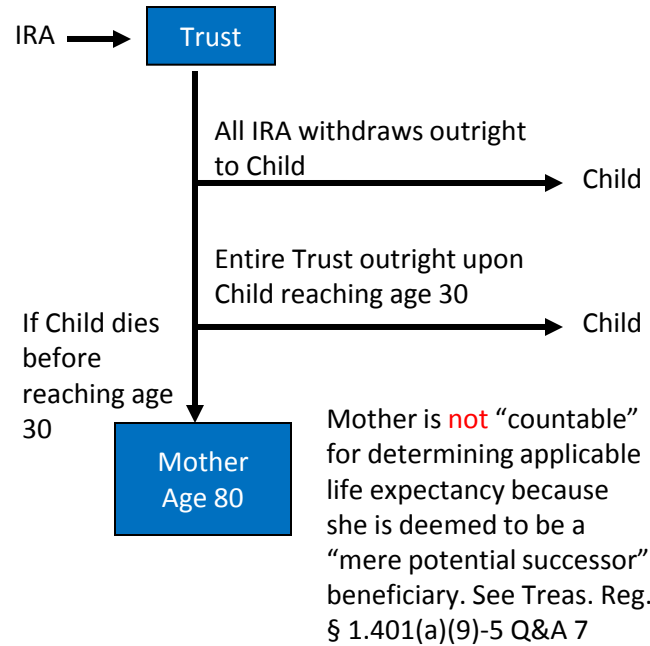 IRA
Trust
All IRA withdraws outright
to Child
Child
Entire Trust outright upon
Child reaching age 30
Child
If Child dies
before
reaching age
30
Mother
Age 80
Mother is not “countable”
for determining applicable
life expectancy because
she is deemed to be a
“mere potential successor”
beneficiary. See Treas. Reg.
§ 1.401(a)(9)-5 Q&A 7